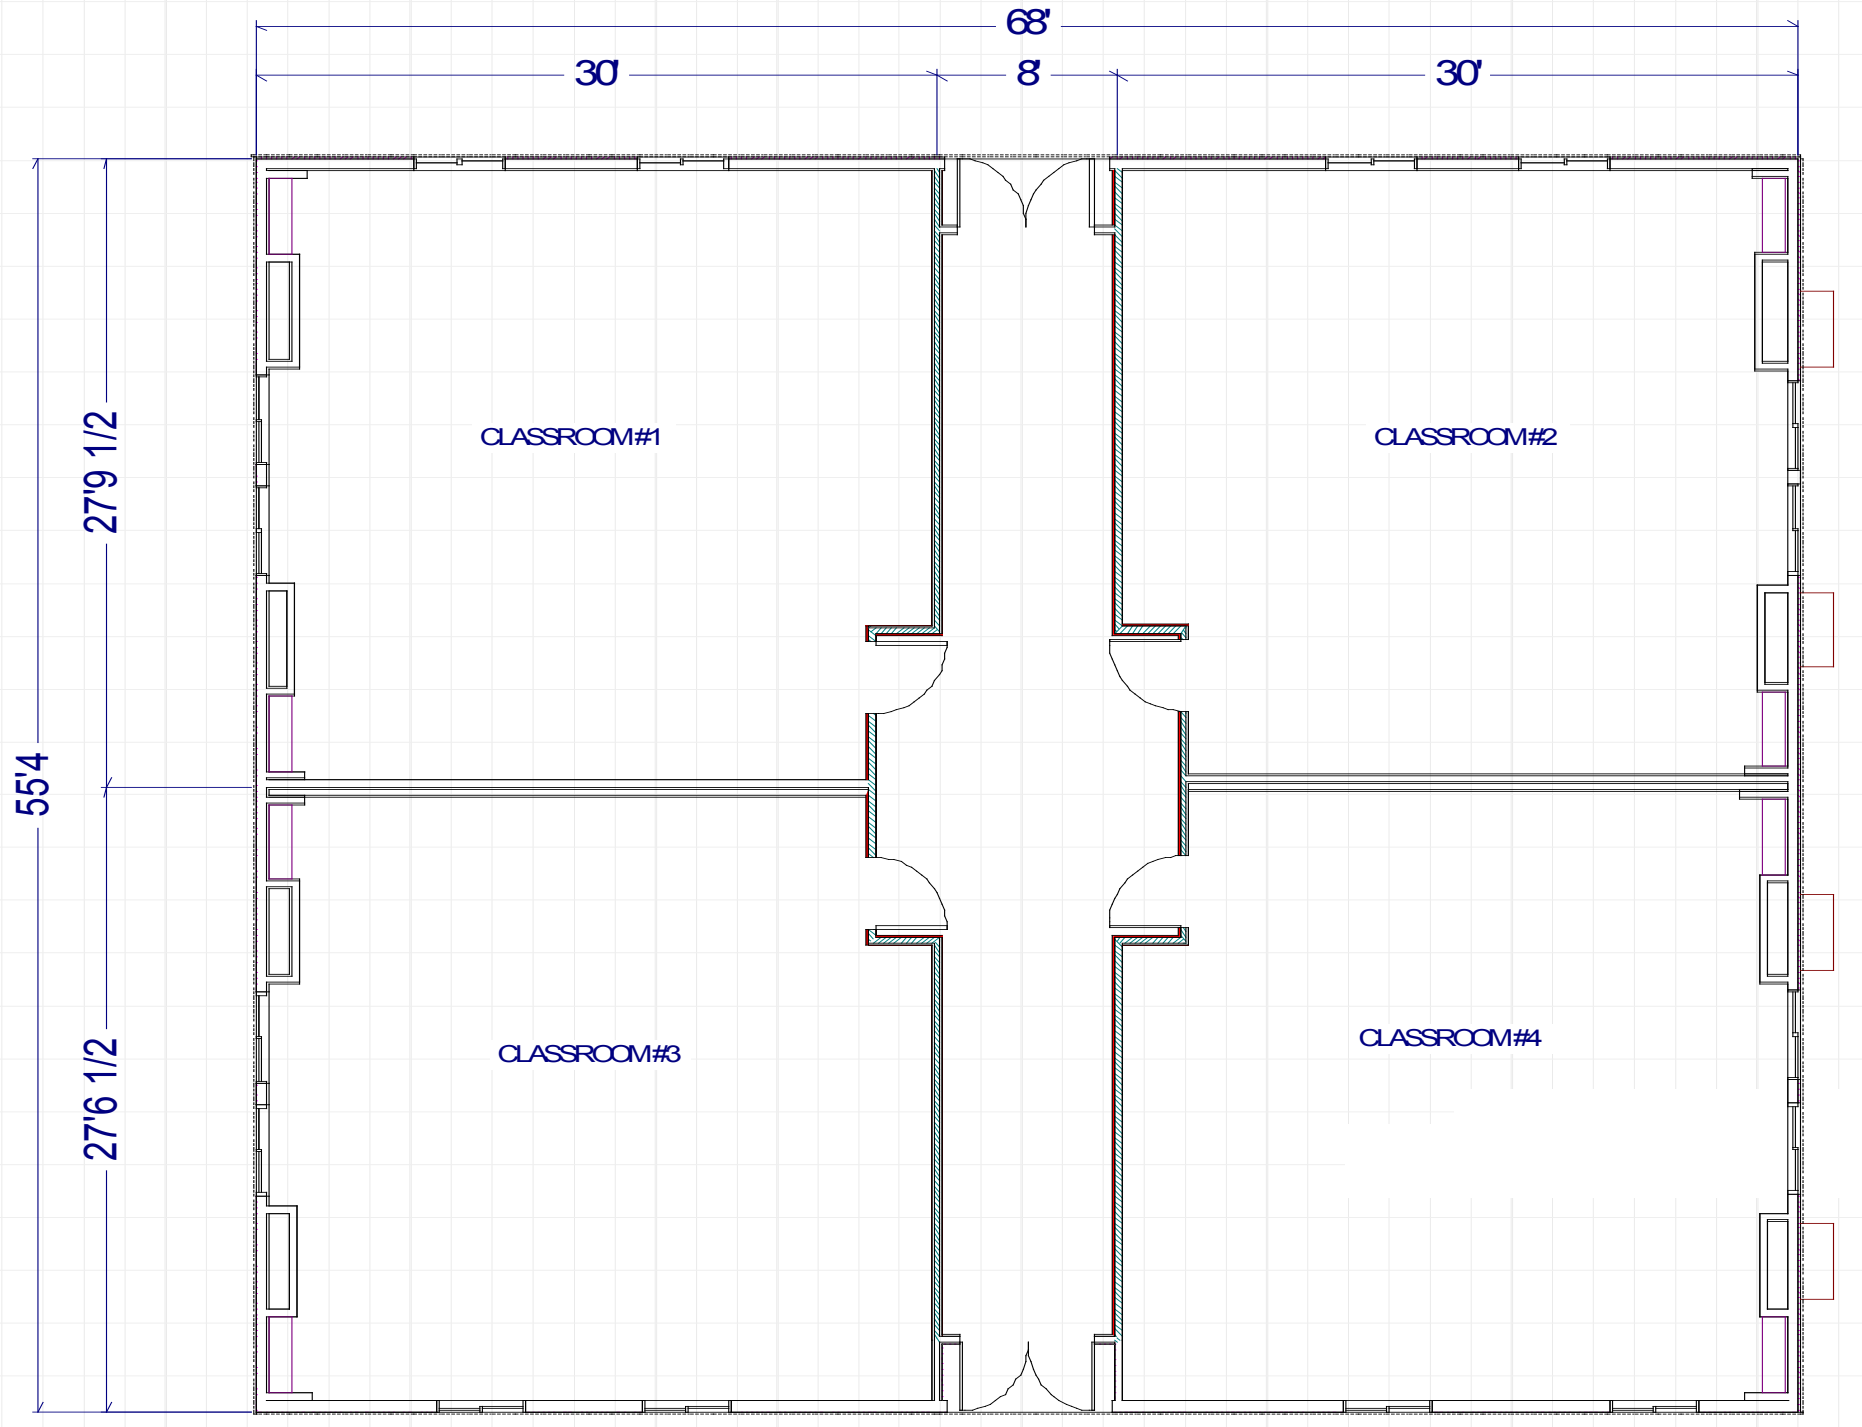 68'
30' 8' 30'
CLASSROOM #1
CLASSROOM #2
27'9 1/2
55'4
27'6 1/2
CLASSROOM #3
CLASSROOM #4